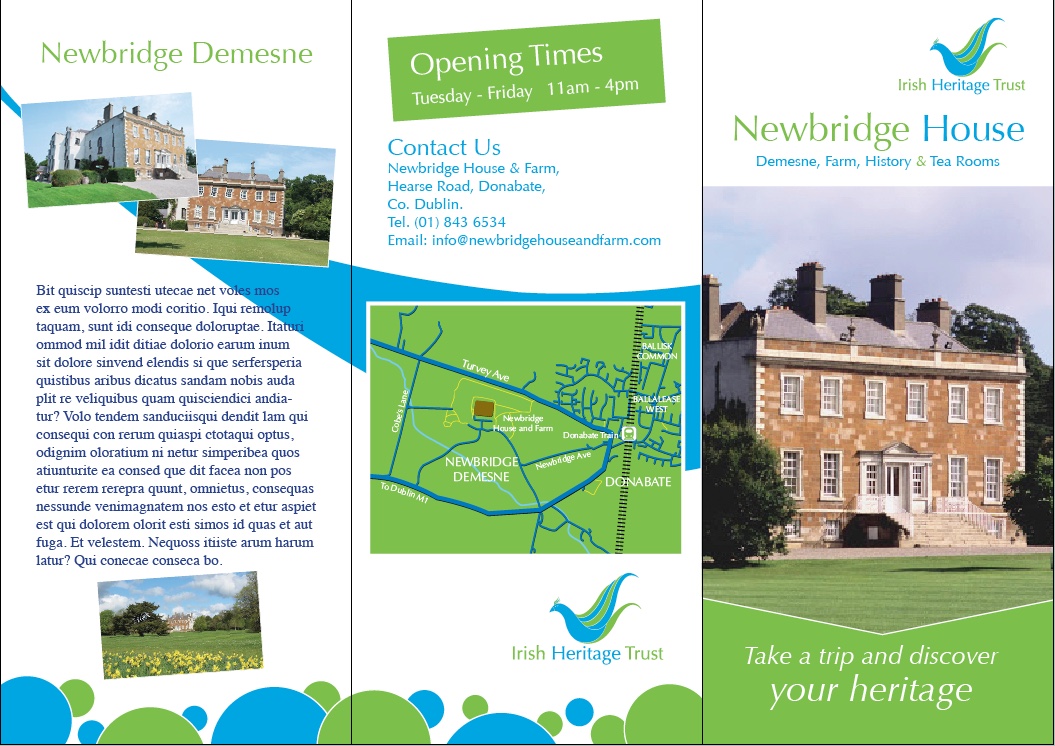 Newbridge Demesne
Bit quiscip suntesti utecae net voles mos
ex eum volorro modi coritio. Iqui remolup
taquam, sunt idi conseque doloruptae. Itaturi
ommod mil idit ditiae dolorio earum inum
sit dolore sinvend elendis si que serfersperia
quistibus aribus dicatus sandam nobis auda
plit re veliquibus quam quisciendici andia-
tur? Volo tendem sanduciisqui dendit lam qui
consequi con rerum quiaspi ctotaqui optus,
odignim oloratium ni netur simperibea quos
atiunturite ea consed que dit facea non pos
etur rerem rerepra quunt, omnietus, consequas
nessunde venimagnatem nos esto et etur aspiet
est qui dolorem olorit esti simos id quas et aut
fuga. Et velestem. Nequoss itiiste arum harum
latur? Qui conecae conseca bo.
Opening Times
Tuesday - Friday 11am - 4pm
Contact Us
Newbridge House & Farm,
Hearse Road, Donabate,
Co. Dublin.
Tel. (01) 843 6534
Email: info@newbridgehouseandfarm.com
BALLISK
COMMON
Turvey Ave
Cobe's Lane
BALLALEASE
WEST
Newbridge
House and Farm
Donabate Train
NEWBRIDGE
DEMESNE
Newbridge Ave
To Dublin M1
DONABATE
Irish Heritage Trust
Irish Heritage Trust
Newbridge House
Demesne, Farm, History & Tea Rooms
Take a trip and discover
your heritage